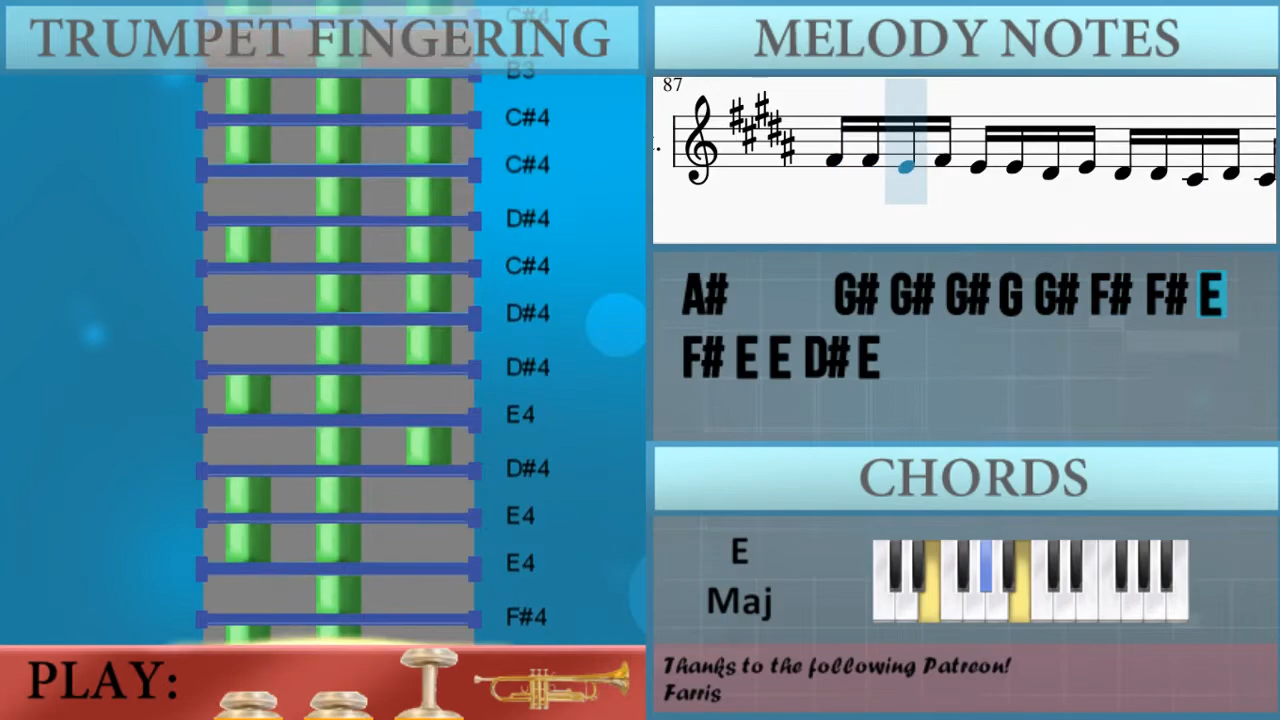 TRUMPET FINGERING
C#4
B3
C#4
C#4
D#4
C#4
D#4
D#4
E4
D#4
E4
E4
F#4
PLAY:
MELODY NOTES
87
A# G# G# G# G G# F# F# E
F# E E D# E
CHORDS
E
Maj
Thanks to the following Patreon!
Farris